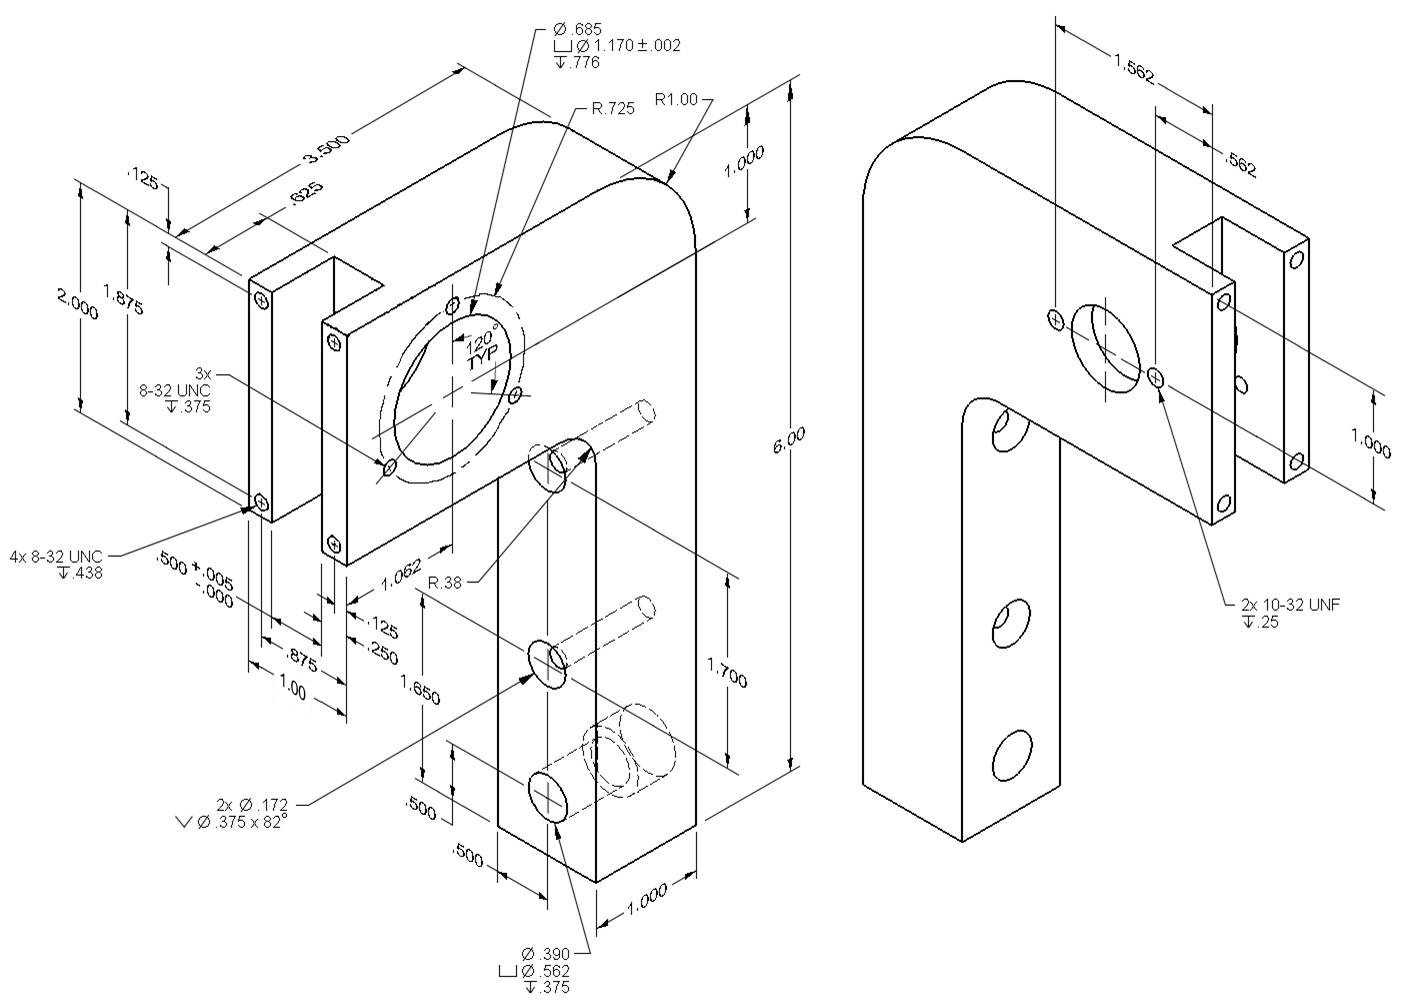 Ø .685
⌴ Ø 1.170 ± .002
↧ .776
R.725
R1.00
3.500
.625
.125
1.000
2.000
1.875
120°
TYP
3x
8-32 UNC
↧ .375
6.00
4x 8-32 UNC
↧ .438
.500 +.005
-.000
1.062
R.38
.125
.250
.875
1.00
1.650
1.700
2x Ø .172
⌵ Ø .375 x 82°
.500
.500
1.000
Ø .390
⌴ Ø .562
↧ .375
1.562
.562
1.000
2x 10-32 UNF
↧ .25